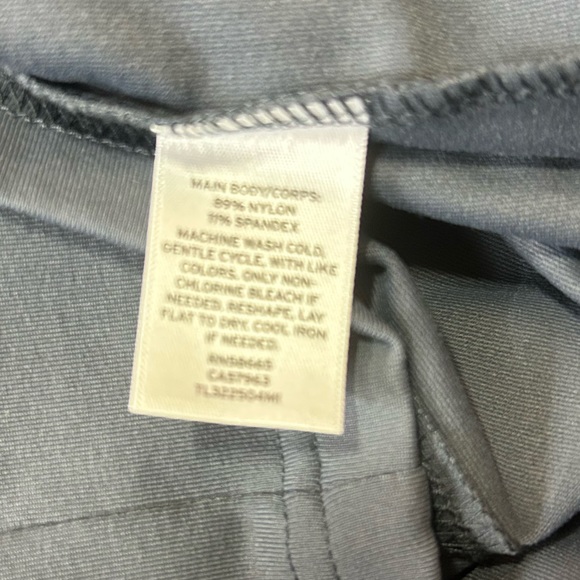 MAIN BODY/CORPS:
89% NYLON
11% SPANDEX
MACHINE WASH COLD,
GENTLE CYCLE, WITH LIKE
COLORS. ONLY NON-
CHLORINE BLEACH IF
NEEDED. RESHAPE, LAY
FLAT TO DRY. COOL IRON
IF NEEDED.